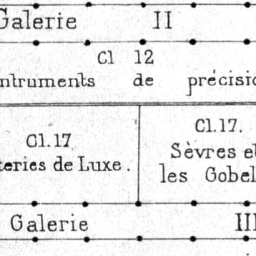 Galerie II
Cl 12
ntruments de précisio
Cl.17
teries de Luxe.
Cl.17.
Sèvres e
les Gobel
Galerie III